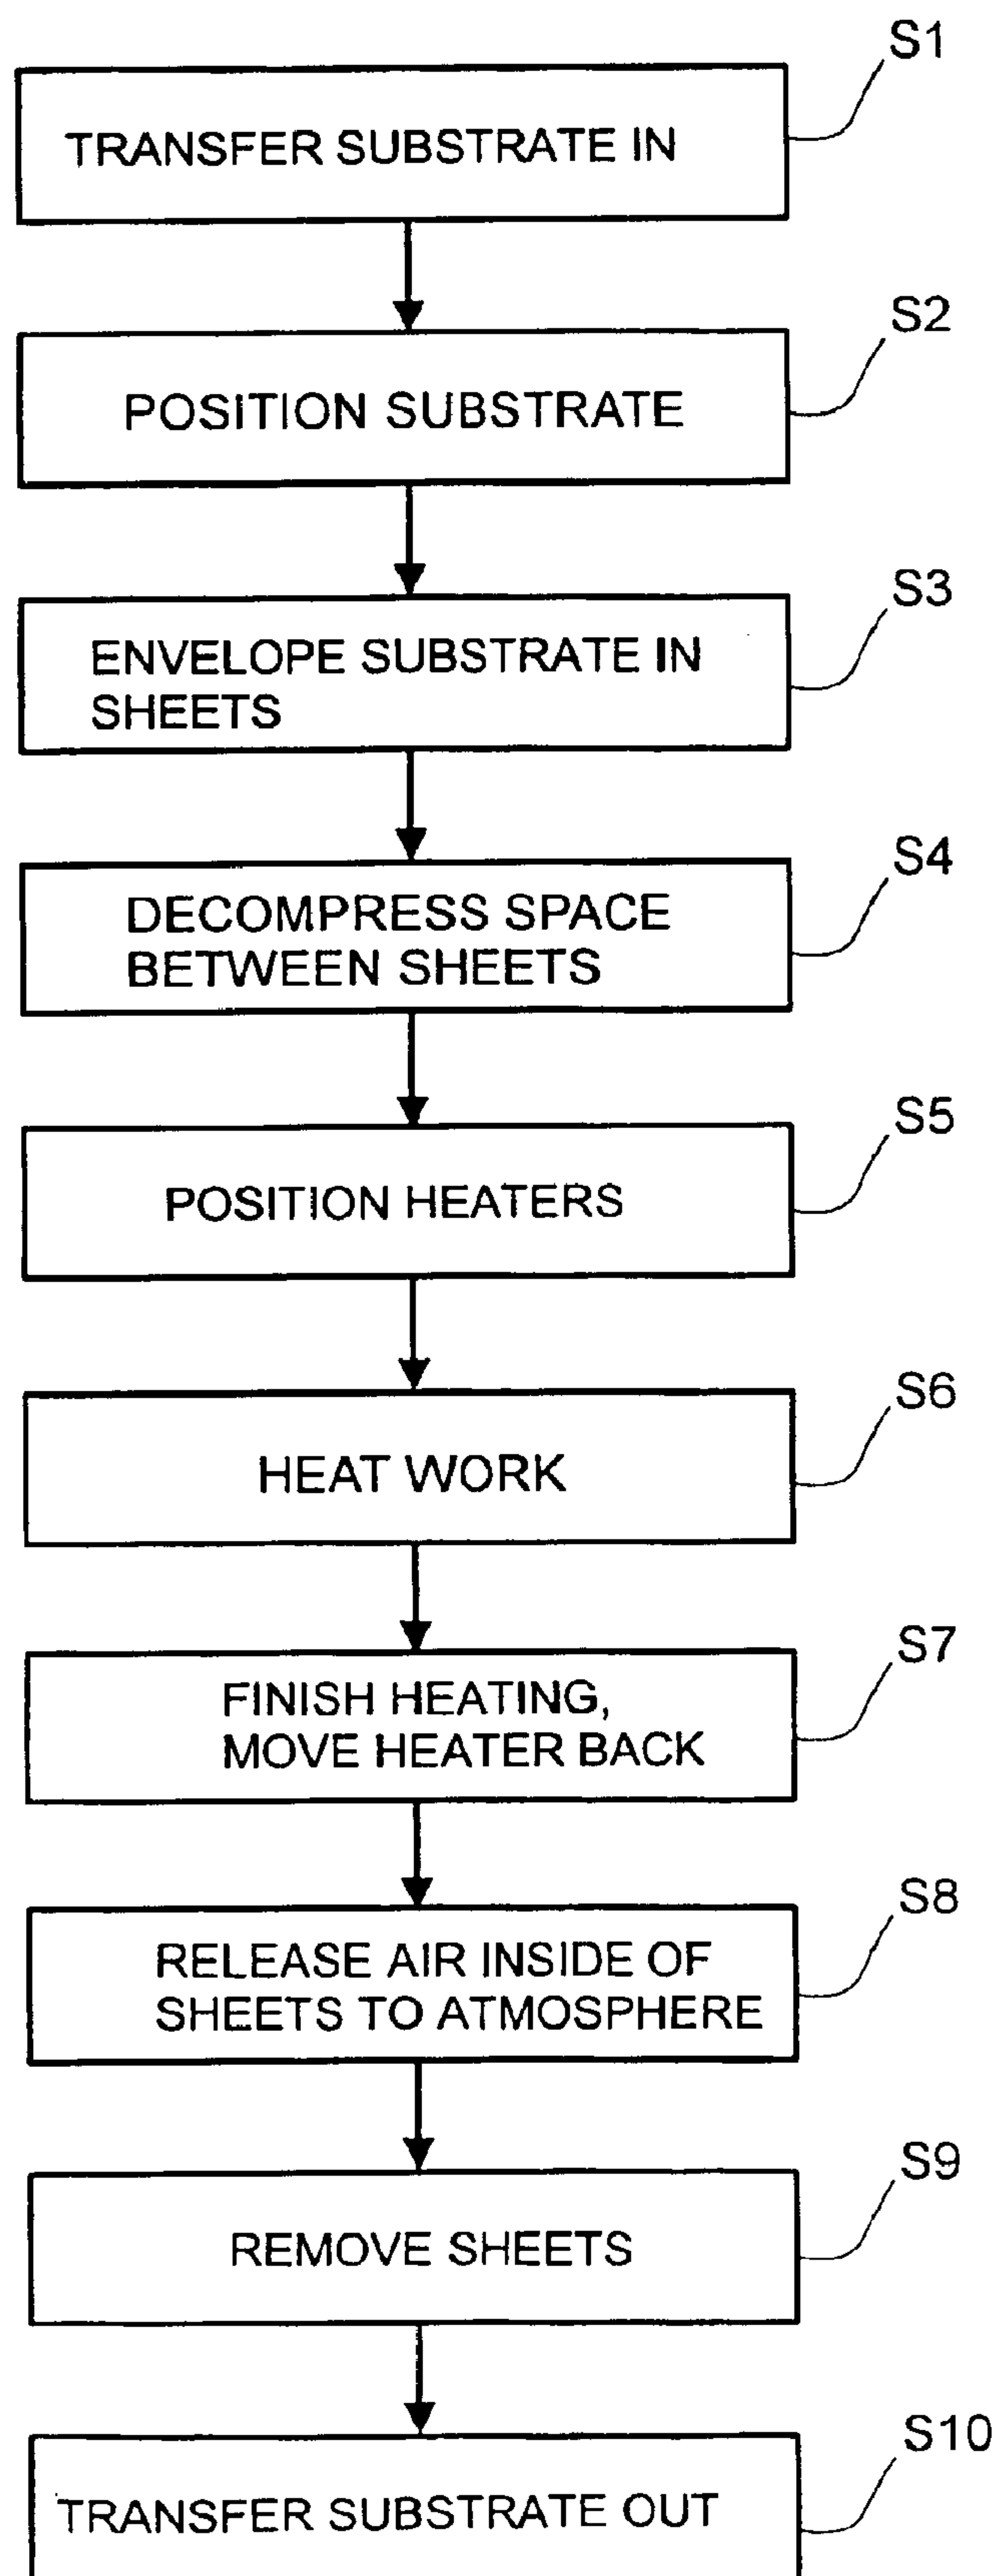 S1
TRANSFER SUBSTRATE IN
S2
POSITION SUBSTRATE
S3
ENVELOPE SUBSTRATE IN
SHEETS
S4
DECOMPRESS SPACE
BETWEEN SHEETS
S5
POSITION HEATERS
S6
HEAT WORK
S7
FINISH HEATING,
MOVE HEATER BACK
S8
RELEASE AIR INSIDE OF
SHEETS TO ATMOSPHERE
S9
REMOVE SHEETS
S10
TRANSFER SUBSTRATE OUT